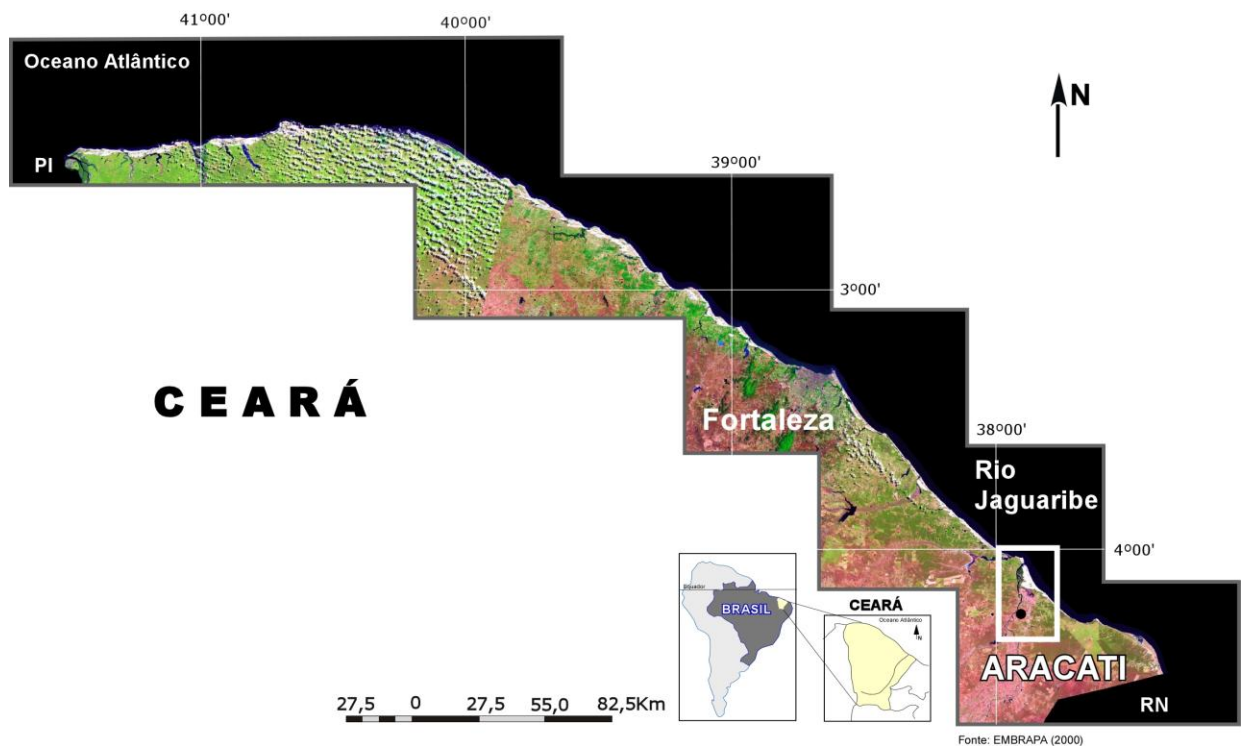 41º00'
40º00'
Oceano Atlântico
N
PI
39º00'
3º00'
CEARÁ
Fortaleza
38º00'
Rio
Jaguaribe
4º00'
Equador
BRASIL
CEARÁ
Oceano Atlântico
N
ARACATI
RN
27,5 0 27,5 55,0 82,5Km
Fonte: EMBRAPA (2000)